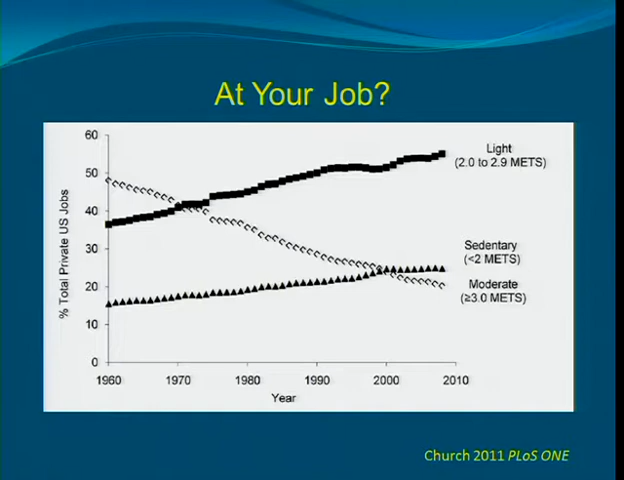 At Your Job?
60
50
40
30
20
10
0
% Total Private US Jobs
Light
(2.0 to 2.9 METS)
Sedentary
(<2 METS)
Moderate
(≥3.0 METS)
1960 1970 1980 1990 2000 2010
Year
Church 2011 PLoS ONE